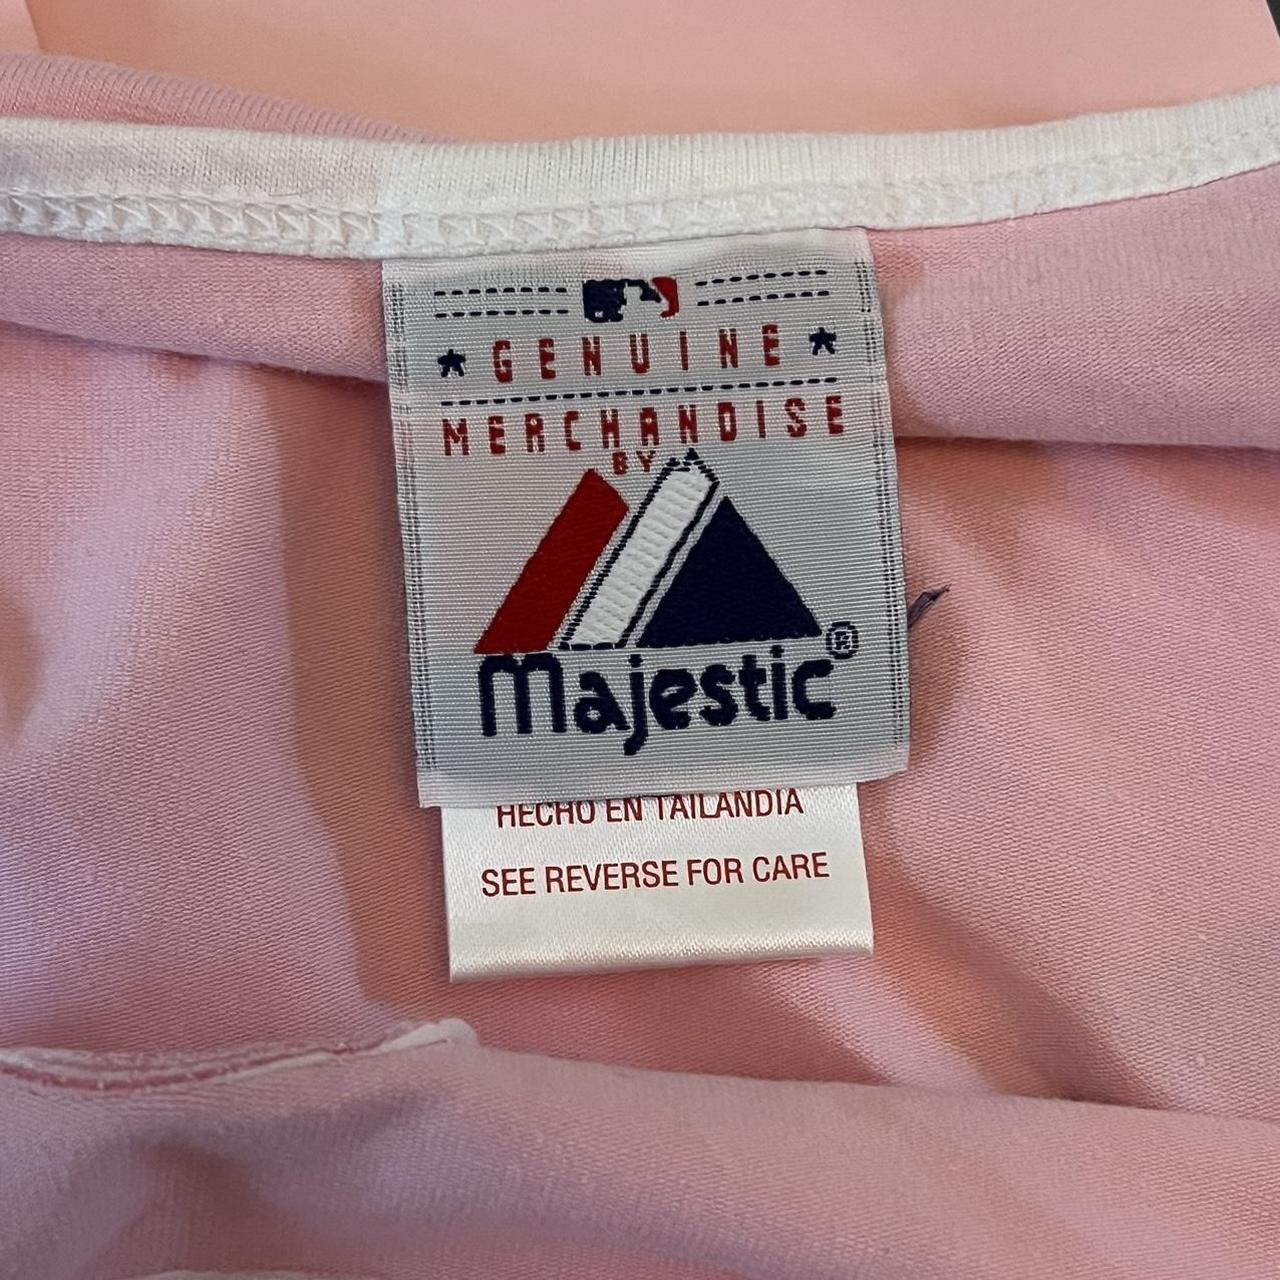 GENUINE
MERCHANDISE
BY
Majestic®
HECHO EN TAILANDIA
SEE REVERSE FOR CARE